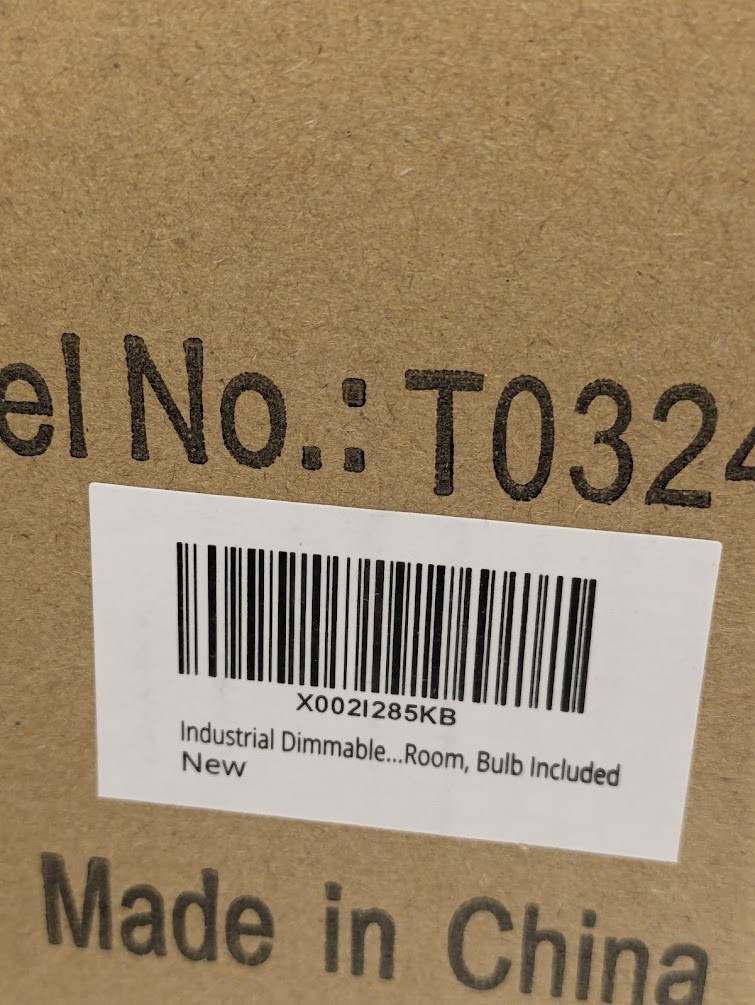 el No.: T0324
X002I285KB
Industrial Dimmable...Room, Bulb Included
New
Made in China